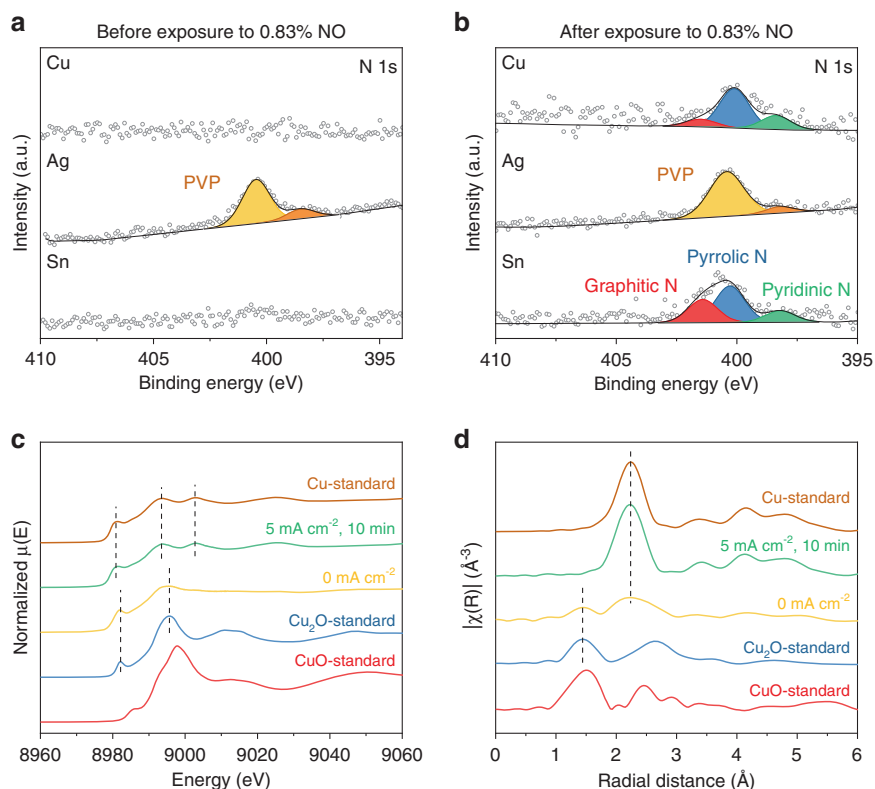 a
Before exposure to 0.83% NO
Cu
N 1s
Ag
PVP
Sn
Intensity (a.u.)
410
405
400
395
Binding energy (eV)
b
After exposure to 0.83% NO
Cu
N 1s
Ag
PVP
Pyrrolic N
Sn
Graphitic N
Pyridinic N
Intensity (a.u.)
410
405
400
395
Binding energy (eV)
c
Cu-standard
5 mA cm⁻², 10 min
0 mA cm⁻²
Cu₂O-standard
CuO-standard
Normalized μ(E)
8960
8980
9000
9020
9040
9060
Energy (eV)
d
Cu-standard
5 mA cm⁻², 10 min
0 mA cm⁻²
Cu₂O-standard
CuO-standard
|χ(R)| (Å⁻³)
0
1
2
3
4
5
6
Radial distance (Å)